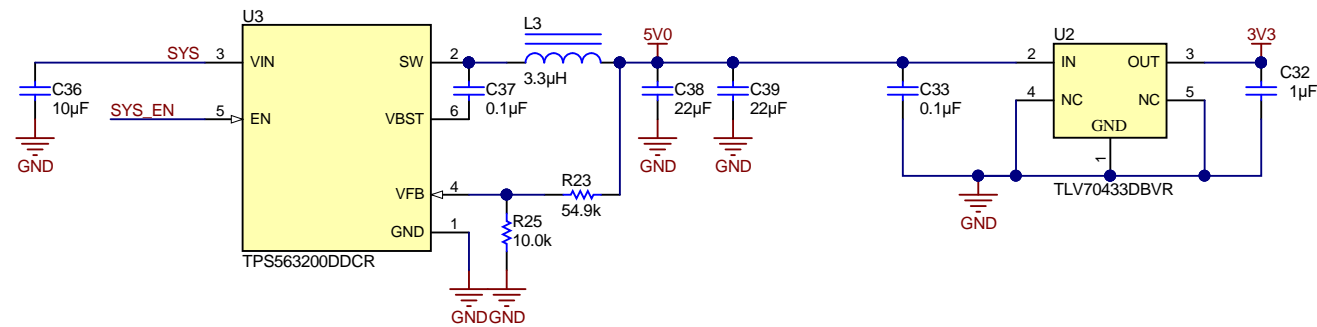 U3
L3
5V0
U2
3V3
SYS
3
VIN
SW
2
3.3µH
2
IN
OUT
3
C36
10µF
C37
0.1µF
C38
22µF
C39
22µF
C33
0.1µF
C32
1µF
SYS_EN
5
EN
VBST
6
4
NC
NC
5
GND
1
GND
GND
GND
VFB
4
R23
54.9k
R25
10.0k
GND
1
GND
TLV70433DBVR
TPS563200DDCR
GND
GND